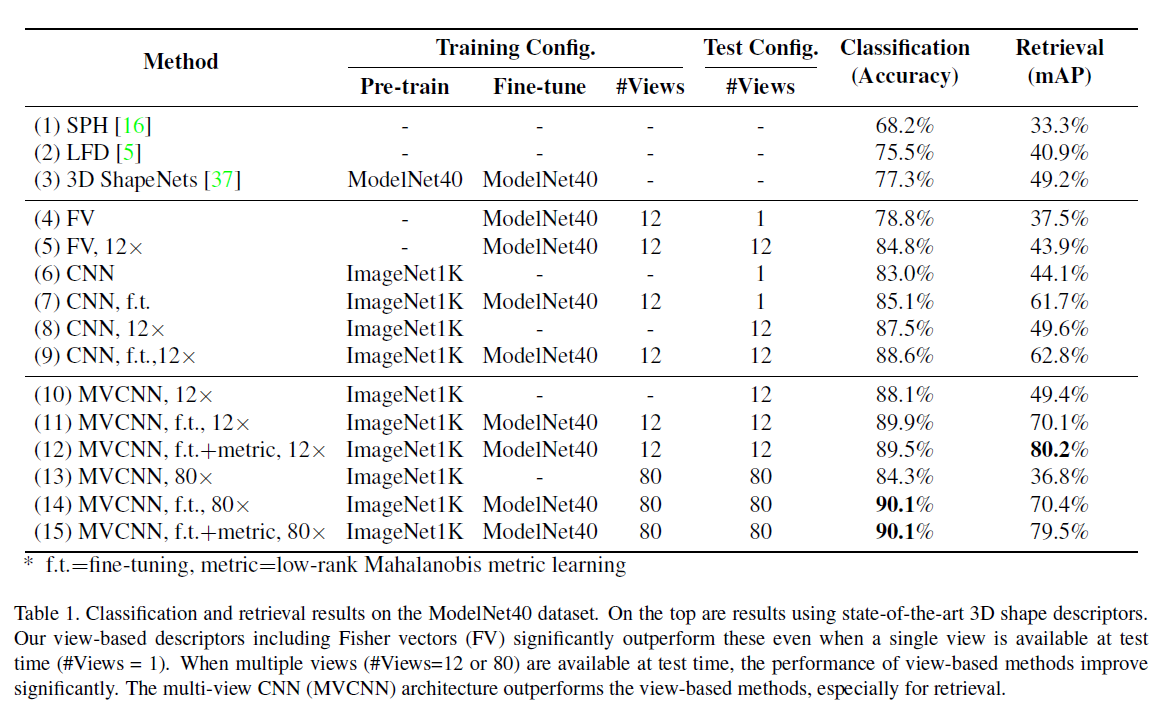 Method Training Config. Test Config. Classification Retrieval
Pre-train Fine-tune #Views #Views (Accuracy) (mAP)
(1) SPH [16] - - - - 68.2% 33.3%
(2) LFD [5] - - - - 75.5% 40.9%
(3) 3D ShapeNets [37] ModelNet40 ModelNet40 - - 77.3% 49.2%
(4) FV - ModelNet40 12 1 78.8% 37.5%
(5) FV, 12× - ModelNet40 12 12 84.8% 43.9%
(6) CNN ImageNet1K - - 1 83.0% 44.1%
(7) CNN, f.t. ImageNet1K ModelNet40 12 1 85.1% 61.7%
(8) CNN, 12× ImageNet1K - - 12 87.5% 49.6%
(9) CNN, f.t.,12× ImageNet1K ModelNet40 12 12 88.6% 62.8%
(10) MVCNN, 12× ImageNet1K - - 12 88.1% 49.4%
(11) MVCNN, f.t., 12× ImageNet1K ModelNet40 12 12 89.9% 70.1%
(12) MVCNN, f.t.+metric, 12× ImageNet1K ModelNet40 12 12 89.5% 80.2%
(13) MVCNN, 80× ImageNet1K - 80 80 84.3% 36.8%
(14) MVCNN, f.t., 80× ImageNet1K ModelNet40 80 80 90.1% 70.4%
(15) MVCNN, f.t.+metric, 80× ImageNet1K ModelNet40 80 80 90.1% 79.5%
* f.t.=fine-tuning, metric=low-rank Mahalanobis metric learning
Table 1. Classification and retrieval results on the ModelNet40 dataset. On the top are results using state-of-the-art 3D shape descriptors.
Our view-based descriptors including Fisher vectors (FV) significantly outperform these even when a single view is available at test
time (#Views = 1). When multiple views (#Views=12 or 80) are available at test time, the performance of view-based methods improve
significantly. The multi-view CNN (MVCNN) architecture outperforms the view-based methods, especially for retrieval.